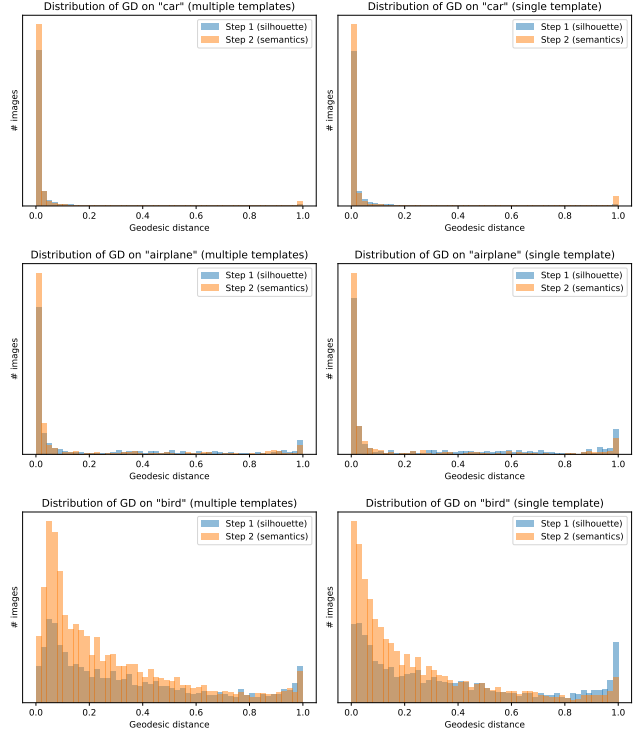 Distribution of GD on "car" (multiple templates)
Step 1 (silhouette)
Step 2 (semantics)
# images
0.0 0.2 0.4 0.6 0.8 1.0
Geodesic distance
Distribution of GD on "car" (single template)
Step 1 (silhouette)
Step 2 (semantics)
# images
0.0 0.2 0.4 0.6 0.8 1.0
Geodesic distance
Distribution of GD on "airplane" (multiple templates)
Step 1 (silhouette)
Step 2 (semantics)
# images
0.0 0.2 0.4 0.6 0.8 1.0
Geodesic distance
Distribution of GD on "airplane" (single template)
Step 1 (silhouette)
Step 2 (semantics)
# images
0.0 0.2 0.4 0.6 0.8 1.0
Geodesic distance
Distribution of GD on "bird" (multiple templates)
Step 1 (silhouette)
Step 2 (semantics)
# images
0.0 0.2 0.4 0.6 0.8 1.0
Geodesic distance
Distribution of GD on "bird" (single template)
Step 1 (silhouette)
Step 2 (semantics)
# images
0.0 0.2 0.4 0.6 0.8 1.0
Geodesic distance